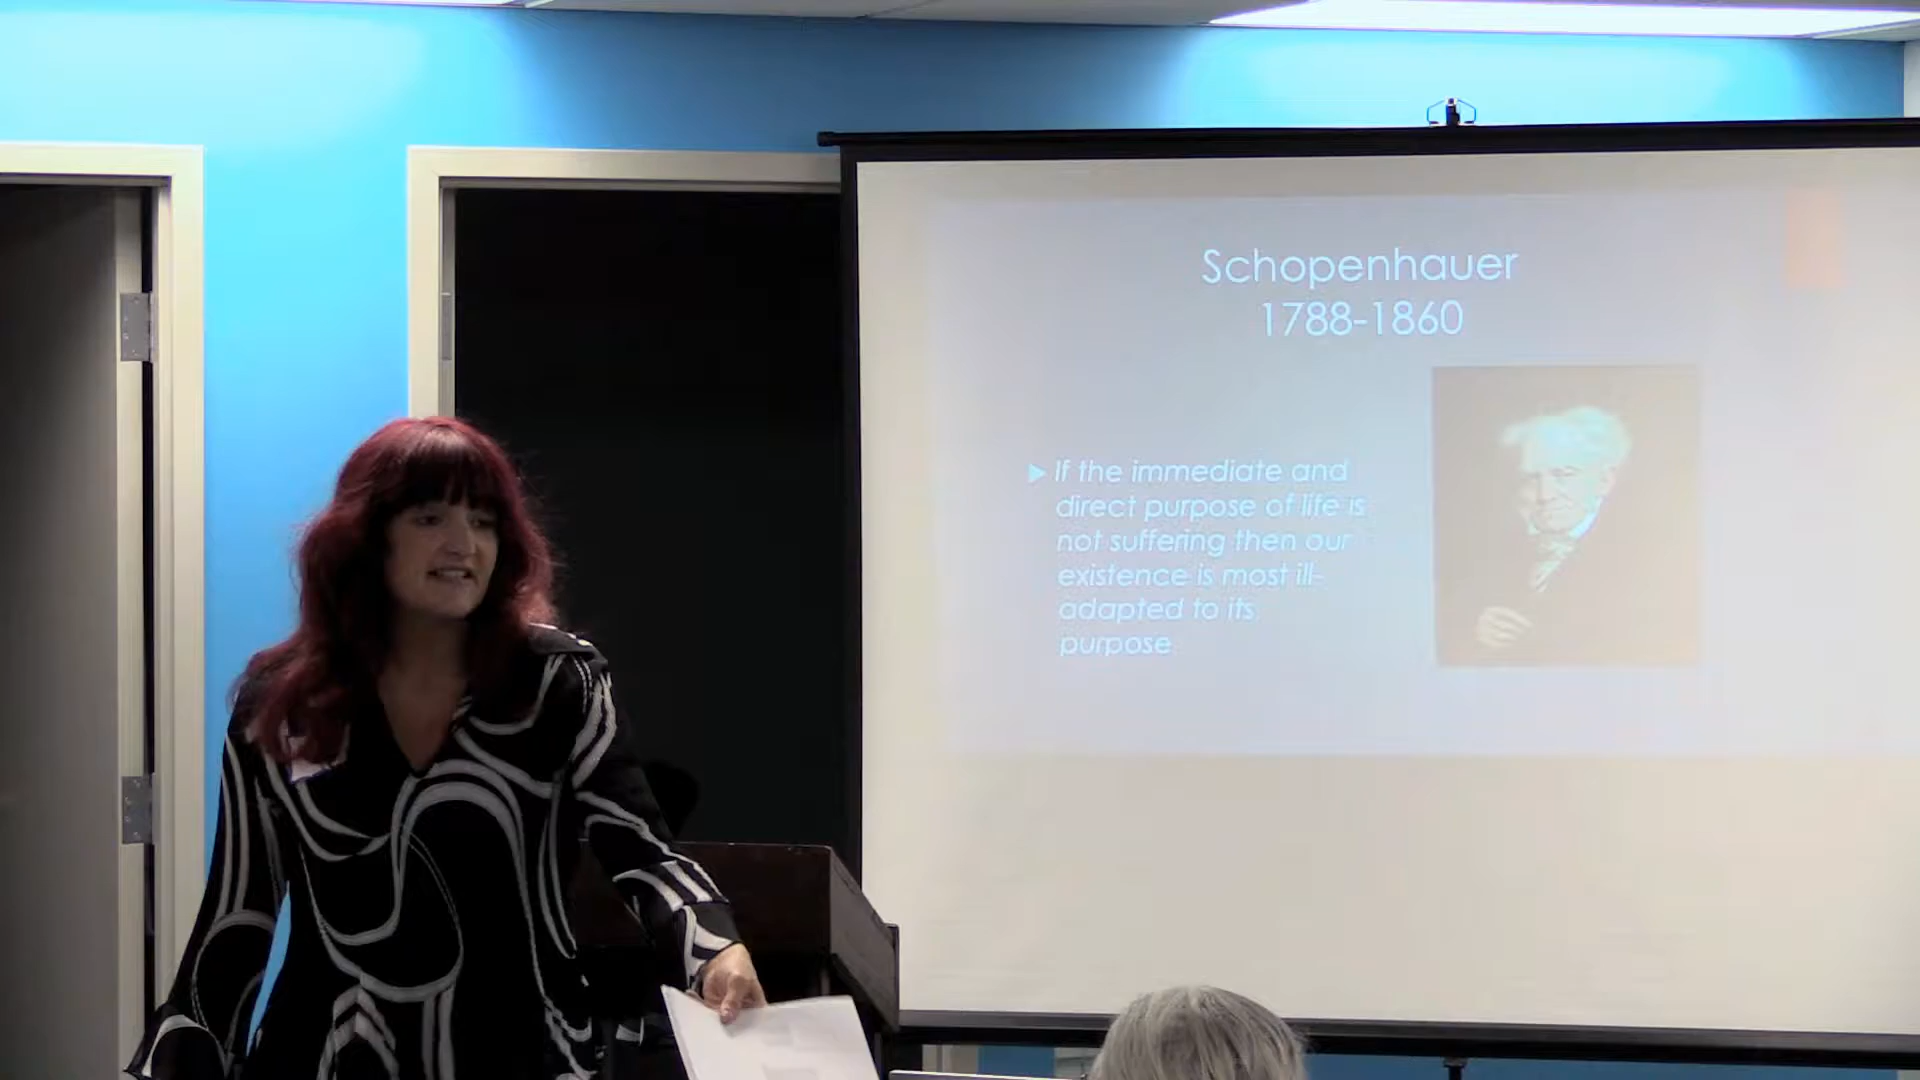 Schopenhauer
1788-1860
If the immediate and
direct purpose of life is
not suffering then our
existence is most ill-
adapted to its
purpose